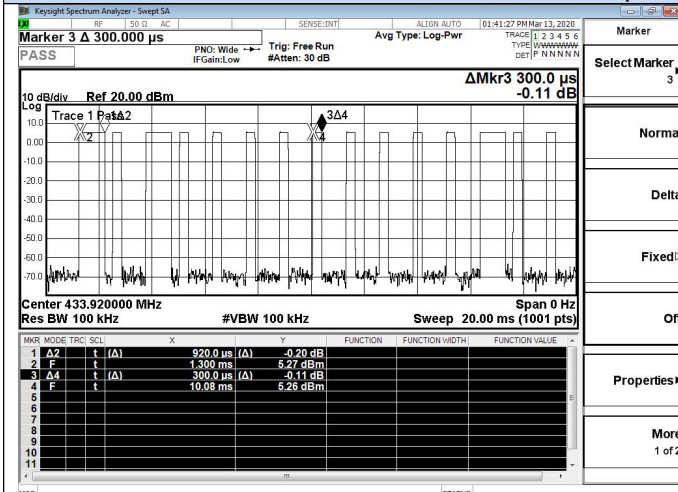 Keysight Spectrum Analyzer - Swept SA
RF 50 Ω AC SENSE:INT ALIGN AUTO 01:41:27 PM Mar 13, 2020
Marker 3 Δ 300.000 µs
PNO: Wide
IFGain:Low
Trig: Free Run
#Atten: 30 dB
Avg Type: Log-Pwr
TRACE 1 2 3 4 5 6
TYPE WWWWWW
DET P NNNNN
PASS
ΔMkr3 300.0 µs
-0.11 dB
10 dB/div Ref 20.00 dBm
Log
Trace 1 Pass
1Δ2
2
3Δ4
4
10.0
0.00
-10.0
-20.0
-30.0
-40.0
-50.0
-60.0
-70.0
Center 433.920000 MHz Span 0 Hz
Res BW 100 kHz #VBW 100 kHz Sweep 20.00 ms (1001 pts)
MKR MODE TRC SCL X Y FUNCTION FUNCTION WIDTH FUNCTION VALUE
1 Δ2 t (Δ) 920.0 µs (Δ) -0.20 dB
2 F t 1.300 ms 5.27 dBm
3 Δ4 t (Δ) 300.0 µs (Δ) -0.11 dB
4 F t 10.08 ms 5.26 dBm
5
6
7
8
9
10
11
Marker
Select Marker
3
Norma
Delta
Fixed
Of
Properties
More
1 of 2